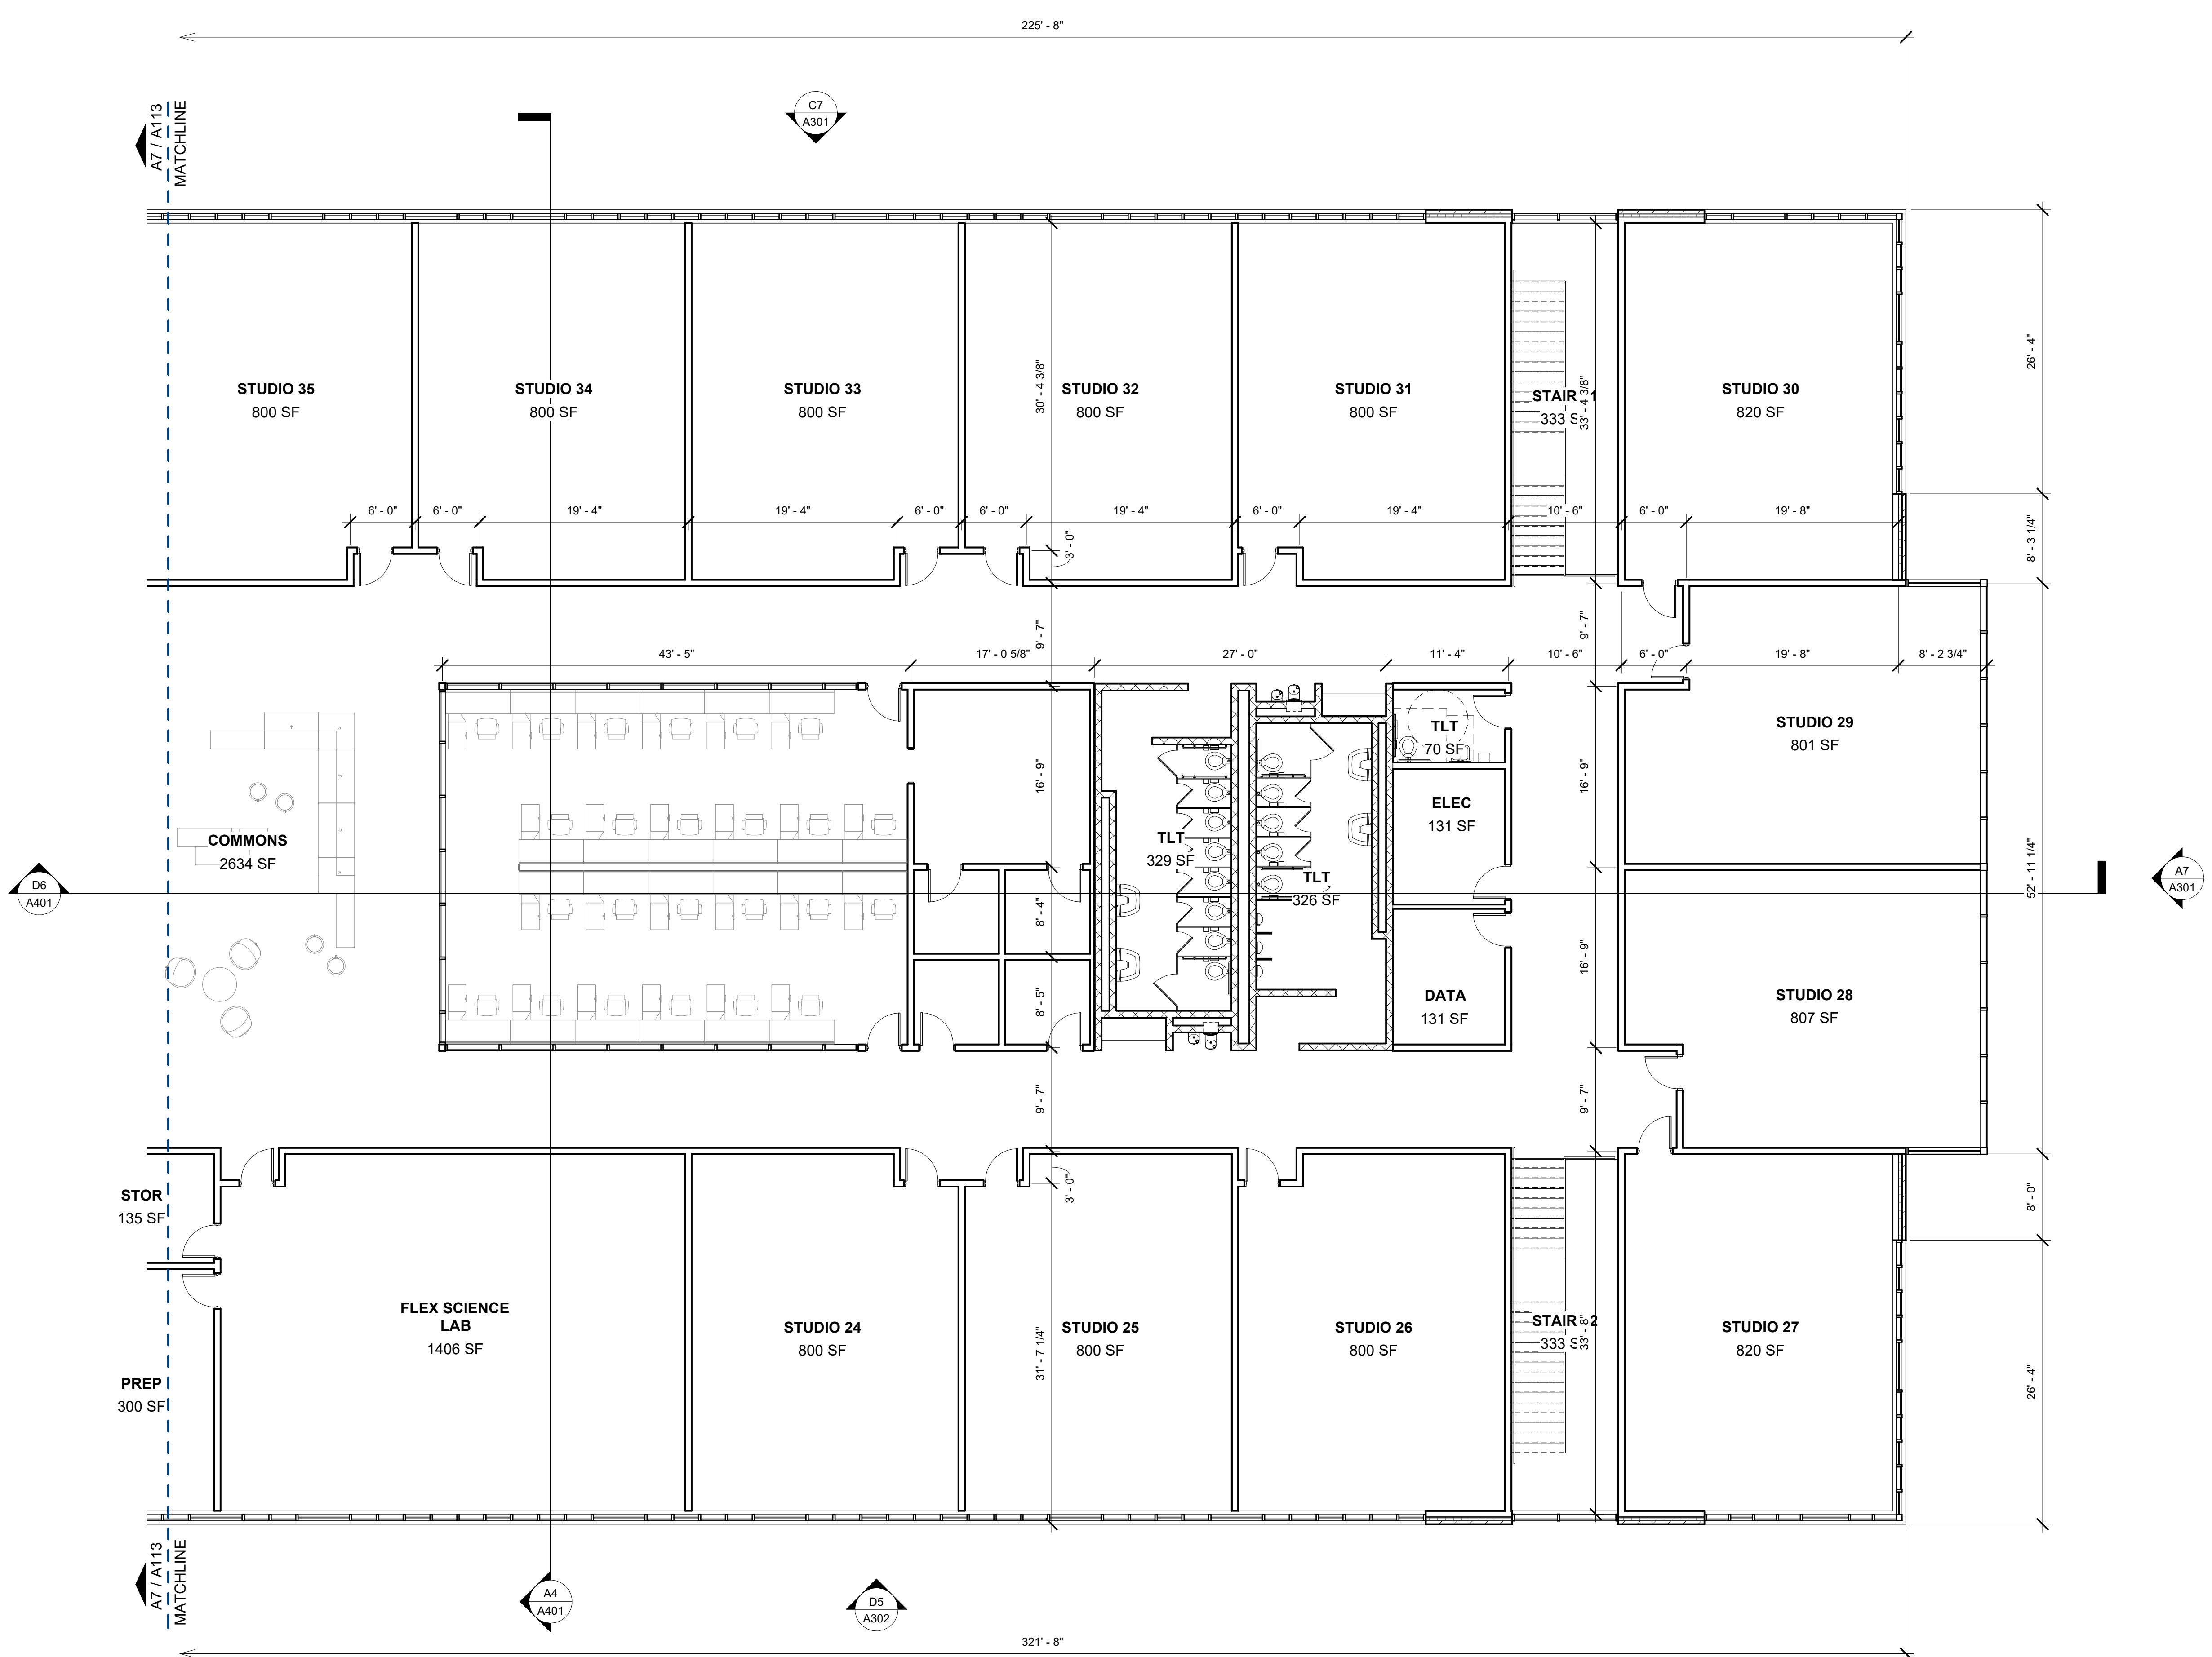 225' - 8"
C7
A301
A7 / A113
MATCHLINE
STUDIO 35
800 SF
STUDIO 34
800 SF
STUDIO 33
800 SF
STUDIO 32
800 SF
STUDIO 31
800 SF
STAIR 1
333 S
STUDIO 30
820 SF
30' - 4 3/8"
33' - 4 3/8"
26' - 4"
8' - 3 1/4"
6' - 0"
6' - 0"
19' - 4"
19' - 4"
6' - 0"
6' - 0"
19' - 4"
6' - 0"
19' - 4"
10' - 6"
6' - 0"
19' - 8"
3' - 0"
9' - 7"
9' - 7"
43' - 5"
17' - 0 5/8"
27' - 0"
11' - 4"
10' - 6"
6' - 0"
19' - 8"
8' - 2 3/4"
TLT
70 SF
STUDIO 29
801 SF
16' - 9"
16' - 9"
ELEC
131 SF
COMMONS
2634 SF
TLT
329 SF
TLT
326 SF
D6
A401
A7
A301
52' - 11 1/4"
8' - 4"
16' - 9"
8' - 5"
DATA
131 SF
STUDIO 28
807 SF
9' - 7"
9' - 7"
STOR
135 SF
3' - 0"
8' - 0"
FLEX SCIENCE
LAB
1406 SF
STUDIO 24
800 SF
STUDIO 25
800 SF
STUDIO 26
800 SF
STAIR 2
333 S
STUDIO 27
820 SF
31' - 7 1/4"
33' - 8"
26' - 4"
PREP
300 SF
A7 / A113
MATCHLINE
A4
A401
D5
A302
321' - 8"